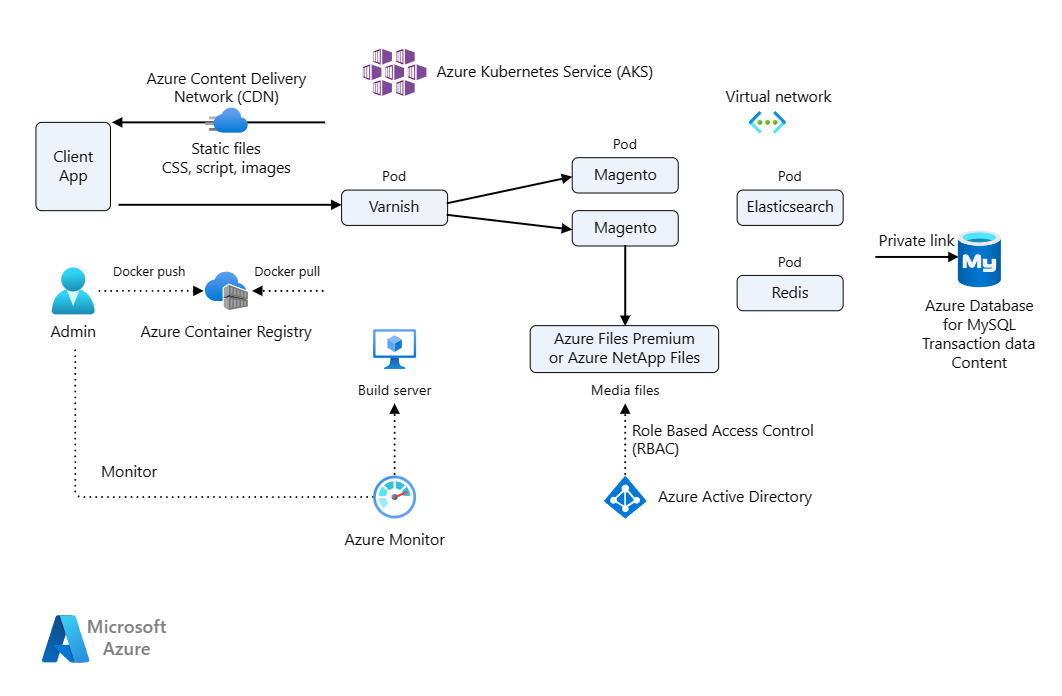 Azure Kubernetes Service (AKS)
Azure Content Delivery
Network (CDN)
Virtual network
Static files
CSS, script, images
Client
App
Pod
Varnish
Pod
Magento
Magento
Pod
Elasticsearch
Pod
Redis
Private link
Azure Database
for MySQL
Transaction data
Content
My
Docker push
Docker pull
Admin
Azure Container Registry
Build server
Azure Files Premium
or Azure NetApp Files
Media files
Role Based Access Control
(RBAC)
Azure Active Directory
Monitor
Azure Monitor
Microsoft
Azure